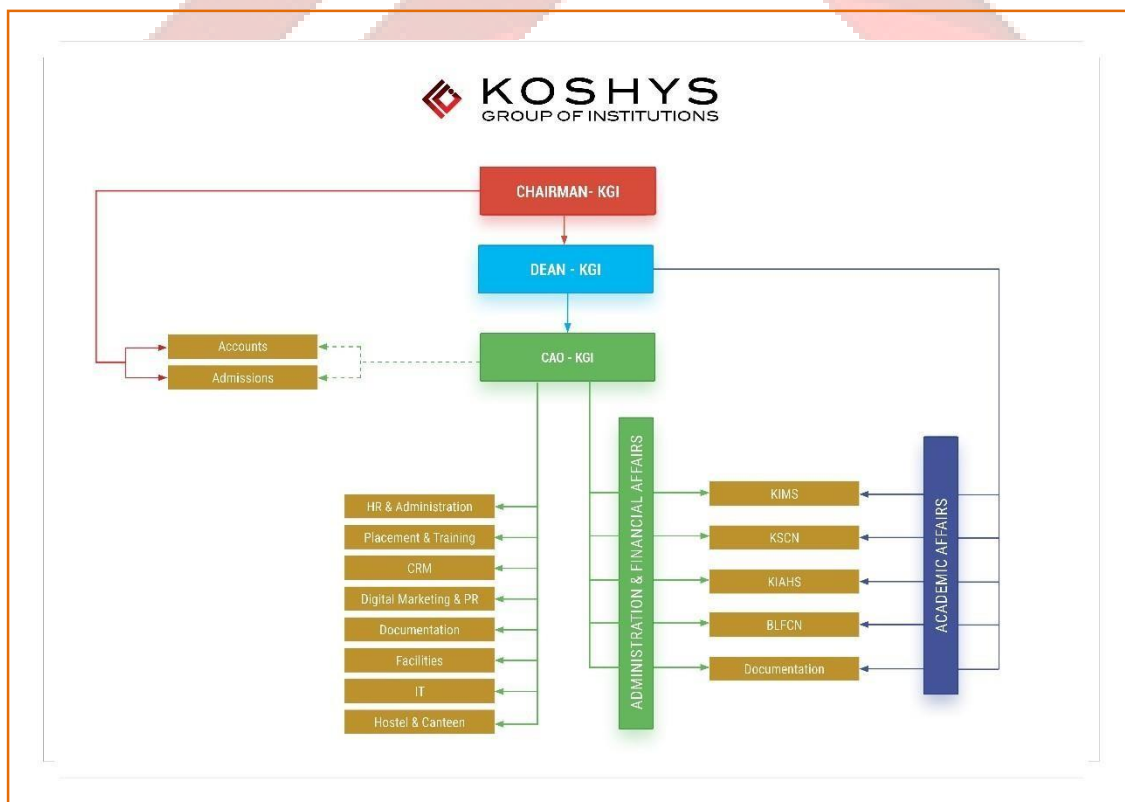 KOSHYS
GROUP OF INSTITUTIONS
CHAIRMAN- KGI
DEAN - KGI
CAO - KGI
Accounts
Admissions
HR & Administration
Placement & Training
CRM
Digital Marketing & PR
Documentation
Facilities
IT
Hostel & Canteen
ADMINISTRATION & FINANCIAL AFFAIRS
KIMS
KSCN
KIAHS
BLFCN
Documentation
ACADEMIC AFFAIRS